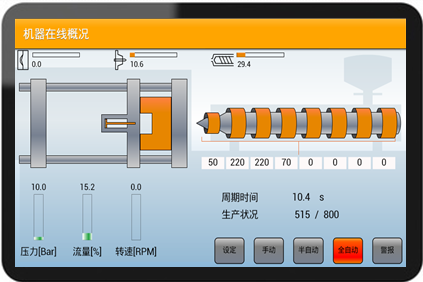 机器在线概况
0.0
10.6
29.4
50 220 220 70 0 0 0 0
周期时间 10.4 s
生产状况 515 / 800
10.0 15.2 0.0
压力[Bar] 流量[%] 转速[RPM]
设定 手动 半自动 全自动 警报